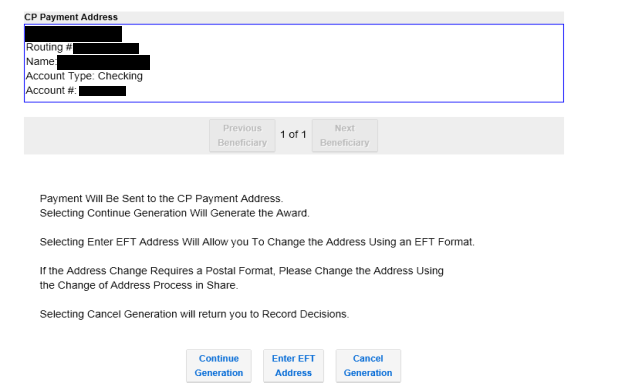 CP Payment Address
Routing #
Name:
Account Type: Checking
Account #:
Previous
Beneficiary
1 of 1
Next
Beneficiary
Payment Will Be Sent to the CP Payment Address.
Selecting Continue Generation Will Generate the Award.
Selecting Enter EFT Address Will Allow you To Change the Address Using an EFT Format.
If the Address Change Requires a Postal Format, Please Change the Address Using
the Change of Address Process in Share.
Selecting Cancel Generation will return you to Record Decisions.
Continue
Generation
Enter EFT
Address
Cancel
Generation